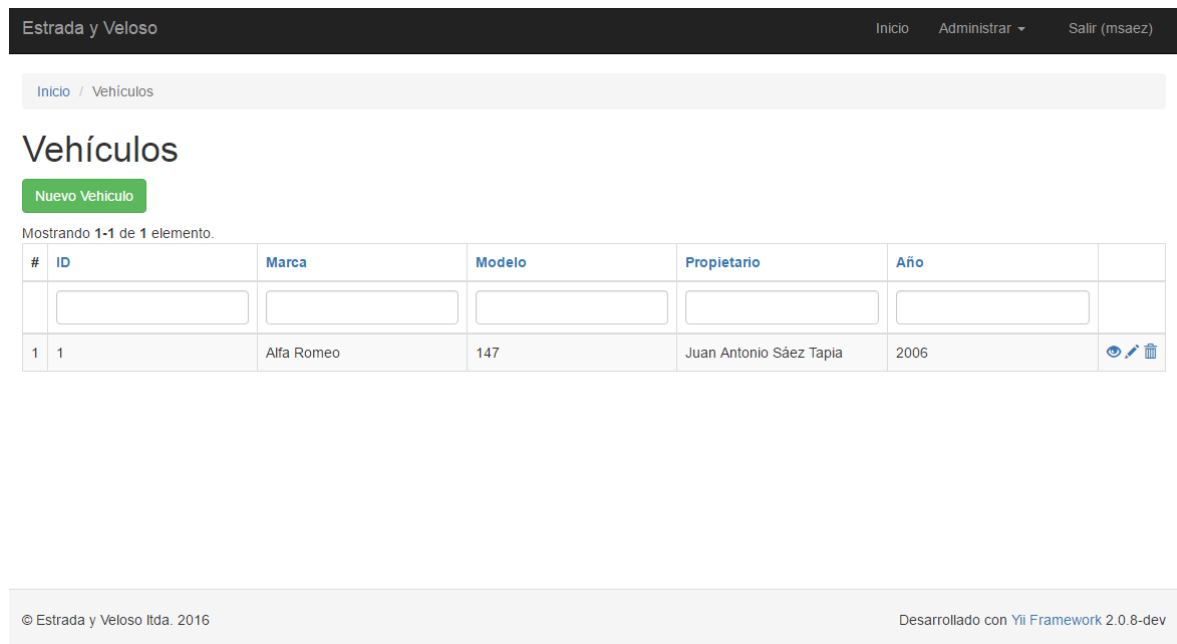 Estrada y Veloso Inicio Administrar Salir (msaez)
Inicio / Vehículos
Vehículos
Nuevo Vehiculo
Mostrando 1-1 de 1 elemento.
# ID Marca Modelo Propietario Año
1 1 Alfa Romeo 147 Juan Antonio Sáez Tapia 2006
© Estrada y Veloso ltda. 2016 Desarrollado con Yii Framework 2.0.8-dev